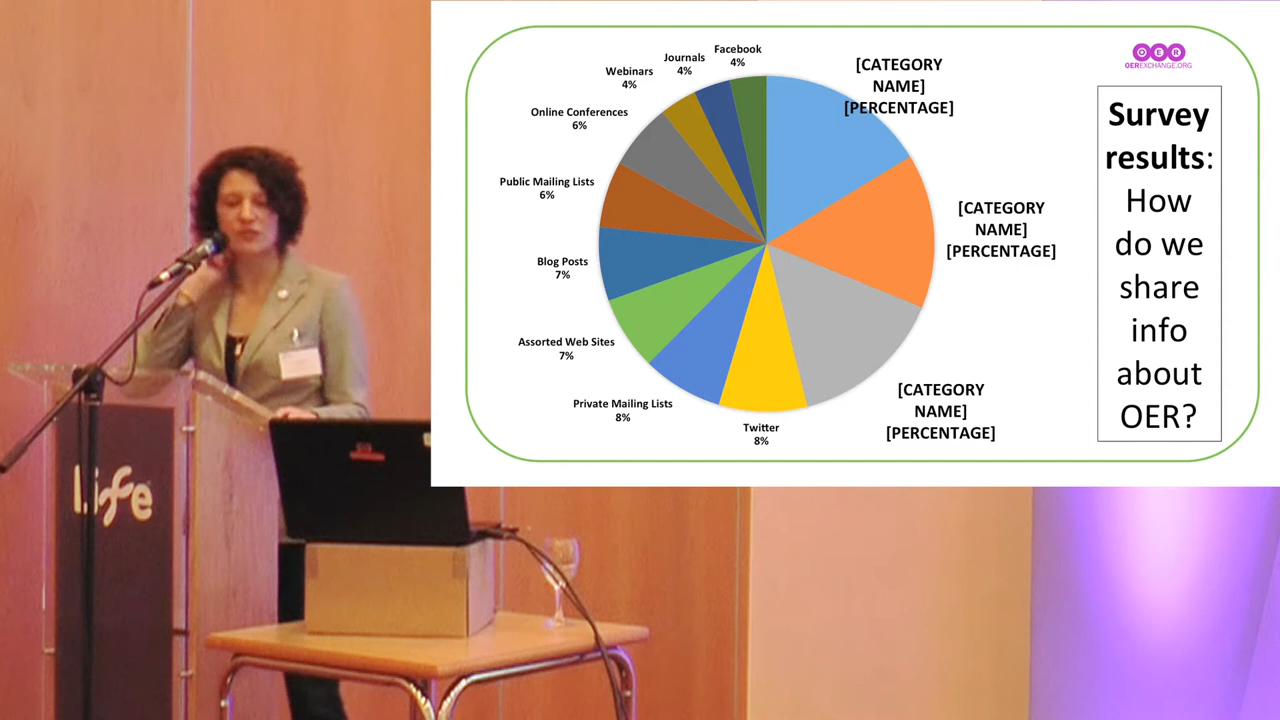 Facebook
4%
Journals
4%
Webinars
4%
Online Conferences
6%
Public Mailing Lists
6%
Blog Posts
7%
Assorted Web Sites
7%
Private Mailing Lists
8%
Twitter
8%
[CATEGORY
NAME]
[PERCENTAGE]
[CATEGORY
NAME]
[PERCENTAGE]
[CATEGORY
NAME]
[PERCENTAGE]
OER
OEREXCHANGE.ORG
Survey
results:
How
do we
share
info
about
OER?
Life